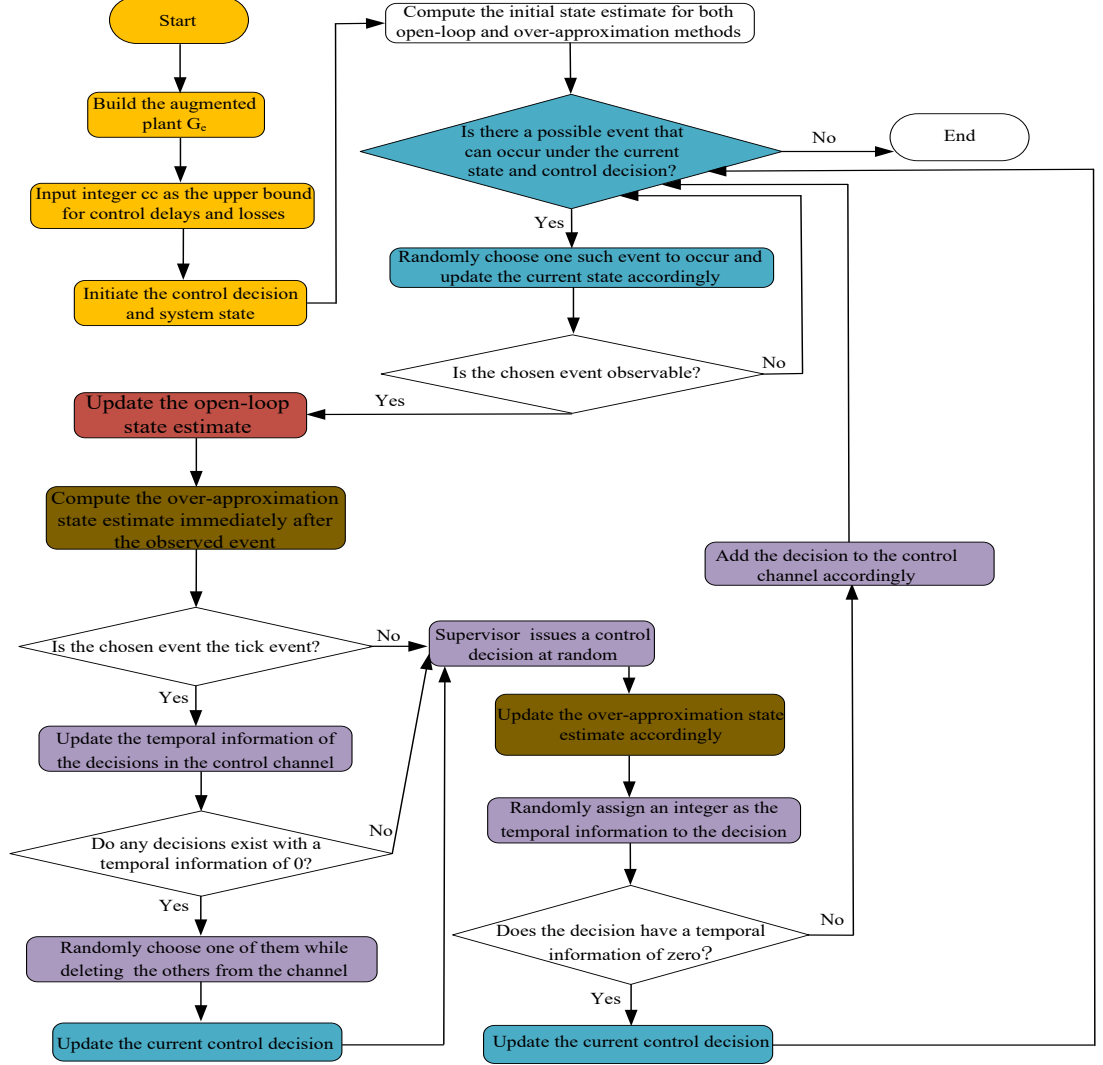 Start
Build the augmented
plant Gc
Input integer cc as the upper bound
for control delays and losses
Initiate the control decision
and system state
Compute the initial state estimate for both
open-loop and over-approximation methods
Is there a possible event that
can occur under the current
state and control decision?
No
End
Yes
Randomly choose one such event to occur and
update the current state accordingly
Is the chosen event observable?
No
Yes
Update the open-loop
state estimate
Compute the over-approximation
state estimate immediately after
the observed event
Is the chosen event the tick event?
No
Yes
Update the temporal information of
the decisions in the control channel
Do any decisions exist with a
temporal information of 0?
No
Yes
Randomly choose one of them while
deleting the others from the channel
Update the current control decision
Supervisor issues a control
decision at random
Update the over-approximation state
estimate accordingly
Randomly assign an integer as the
temporal information to the decision
Does the decision have a temporal
information of zero?
No
Yes
Update the current control decision
Add the decision to the control
channel accordingly